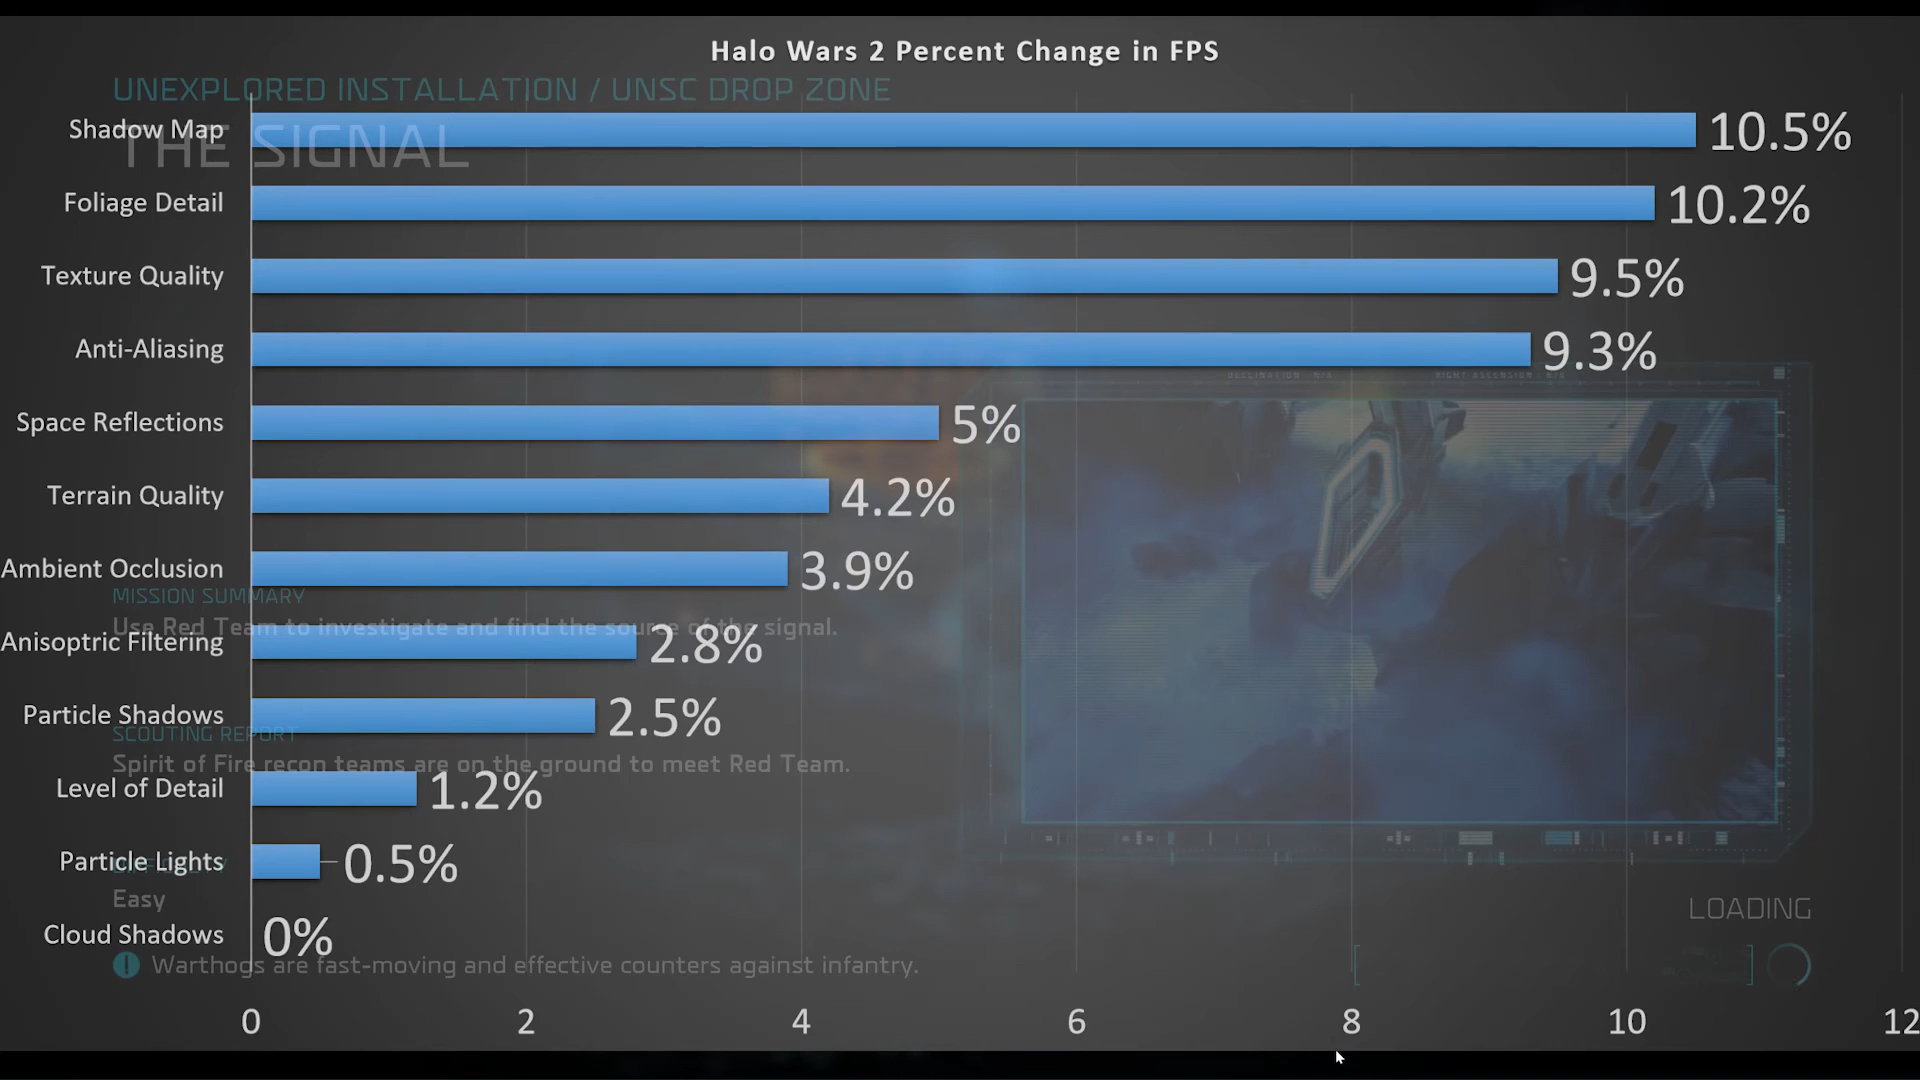 Halo Wars 2 Percent Change in FPS
UNEXPLORED INSTALLATION / UNSC DROP ZONE
THE SIGNAL
Shadow Map 10.5%
Foliage Detail 10.2%
Texture Quality 9.5%
Anti-Aliasing 9.3%
DECLINATION N/A RIGHT ASCENSION N/A
Space Reflections 5%
Terrain Quality 4.2%
Ambient Occlusion 3.9%
MISSION SUMMARY
Use Red Team to investigate and find the source of the signal.
Anisoptric Filtering 2.8%
Particle Shadows 2.5%
SCOUTING REPORT
Spirit of Fire recon teams are on the ground to meet Red Team.
Level of Detail 1.2%
Particle Lights 0.5%
DIFFICULTY
Easy
LOADING
Cloud Shadows 0%
Warthogs are fast-moving and effective counters against infantry.
0 2 4 6 8 10 12